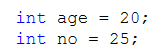 int age = 20;
int no = 25;